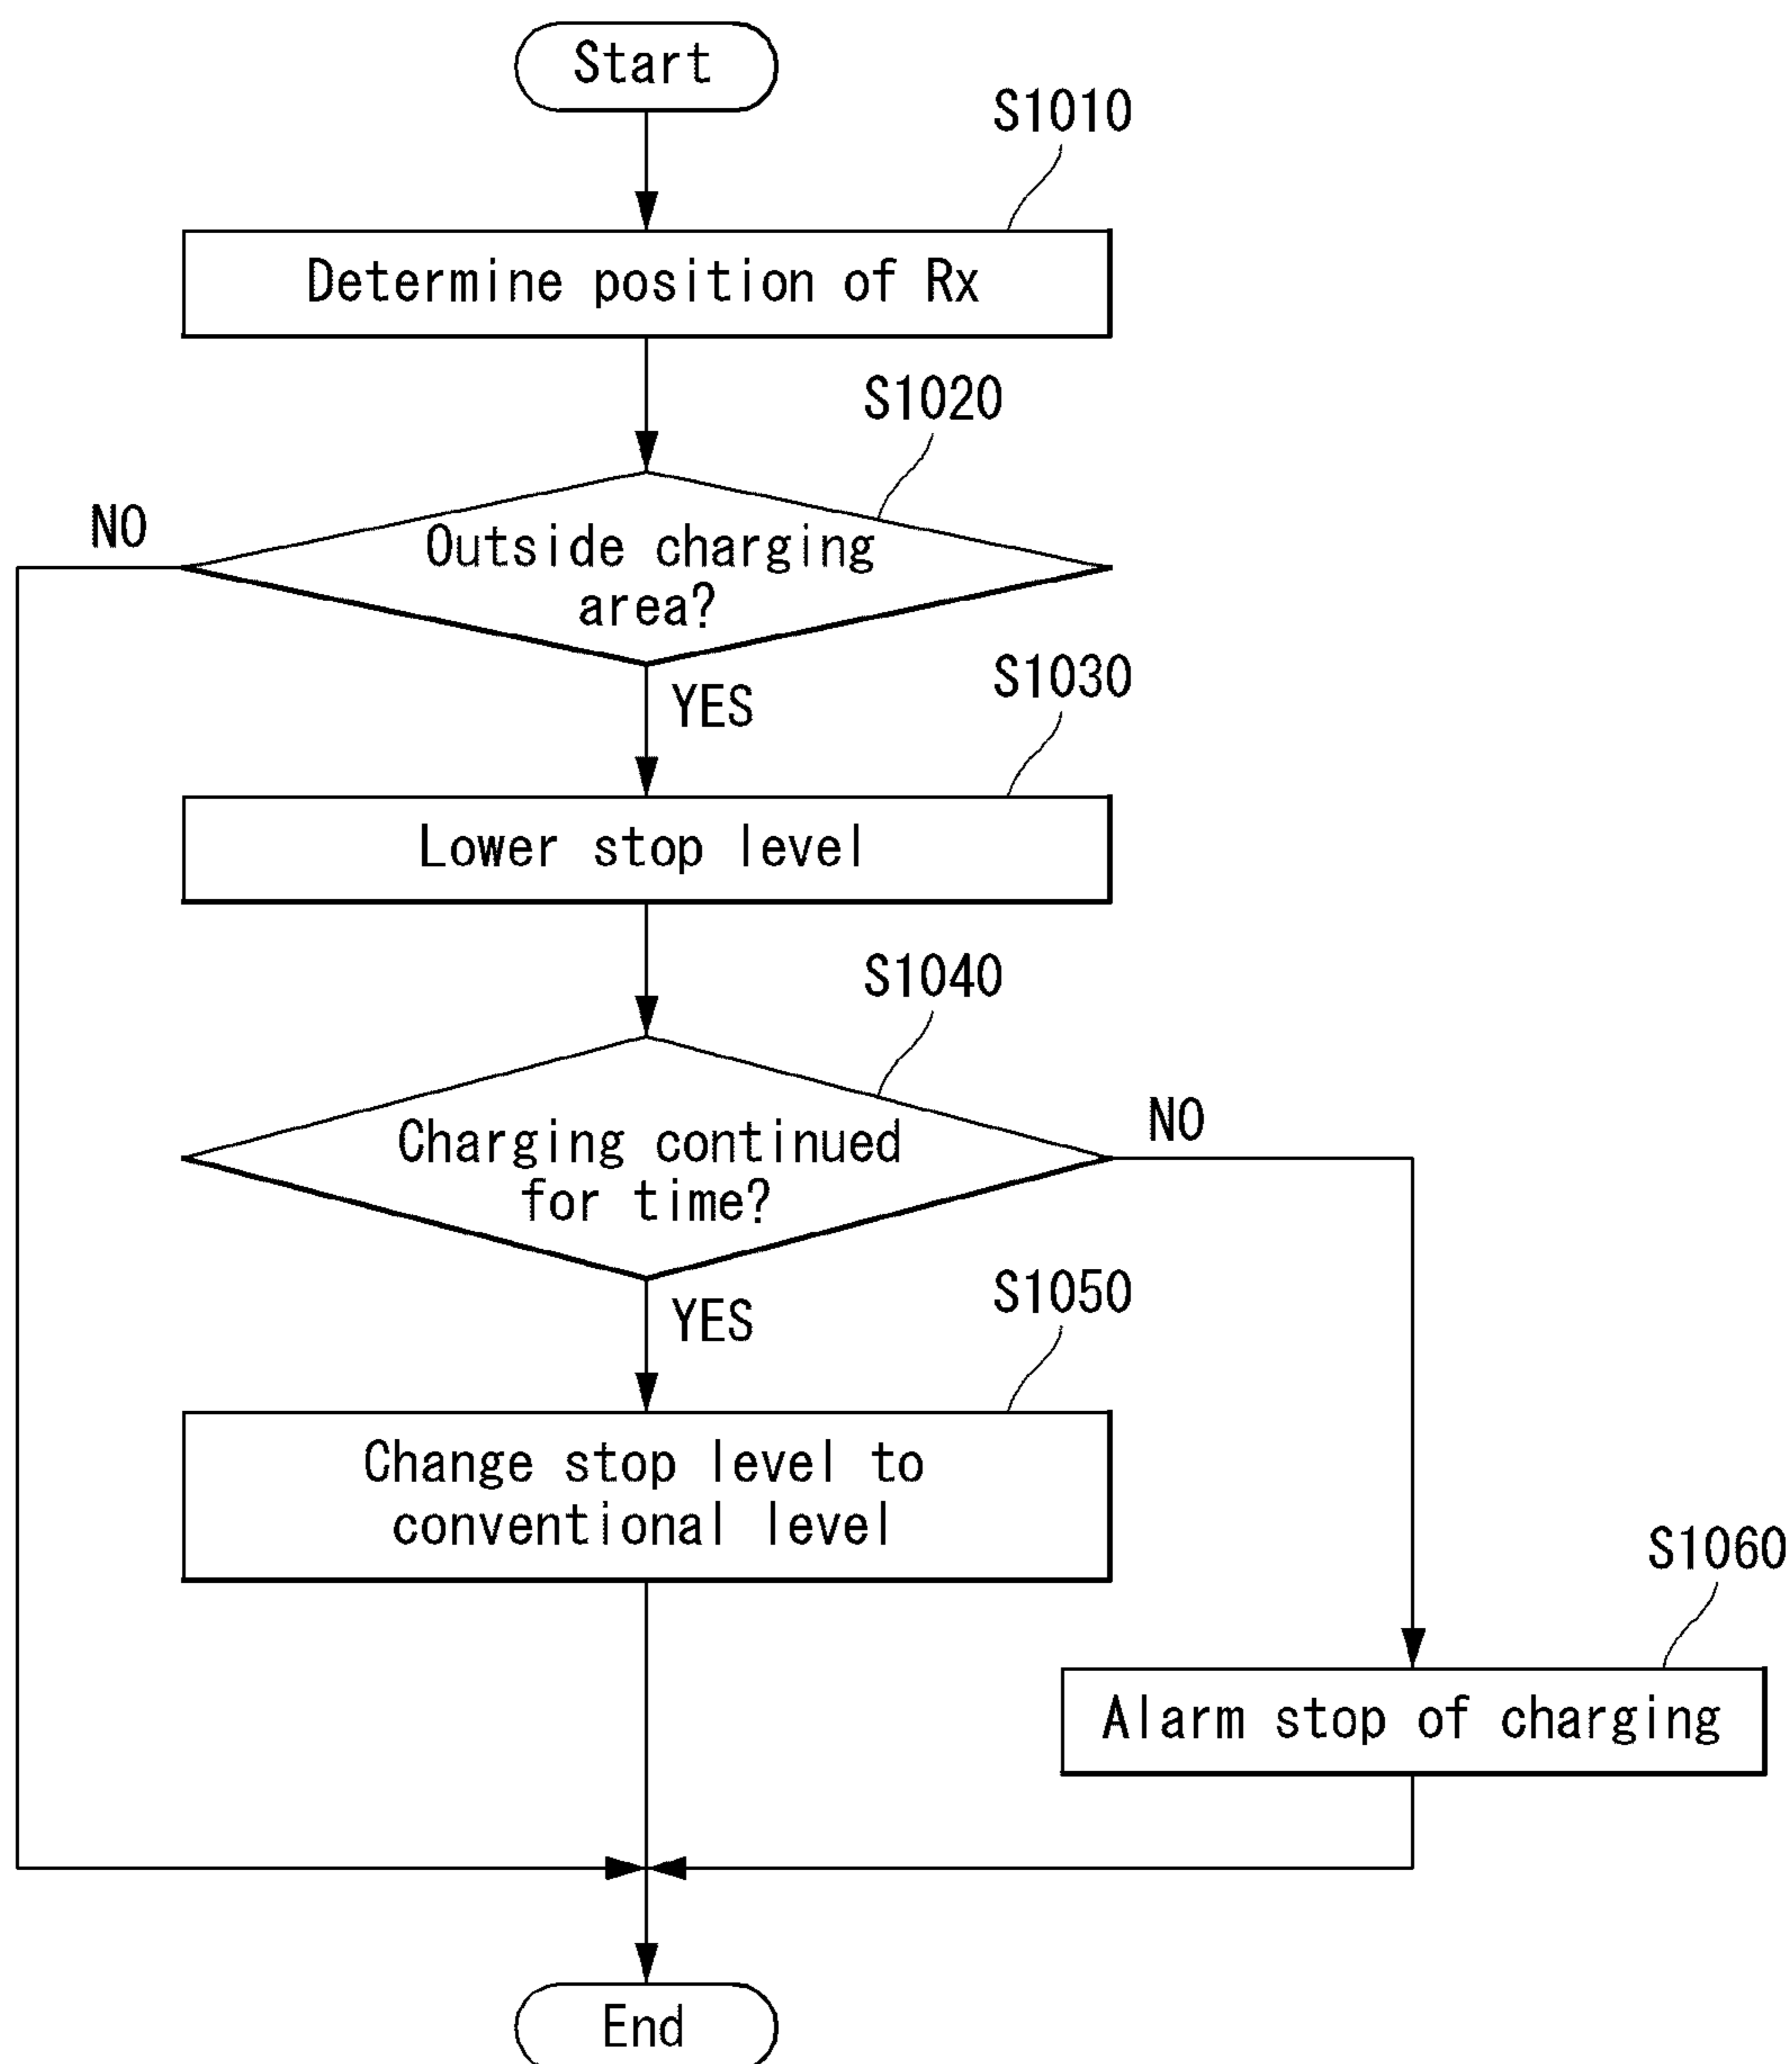 Start
S1010
Determine position of Rx
S1020
NO
Outside charging
area?
YES
S1030
Lower stop level
S1040
Charging continued
for time?
NO
YES
S1050
Change stop level to
conventional level
S1060
Alarm stop of charging
End